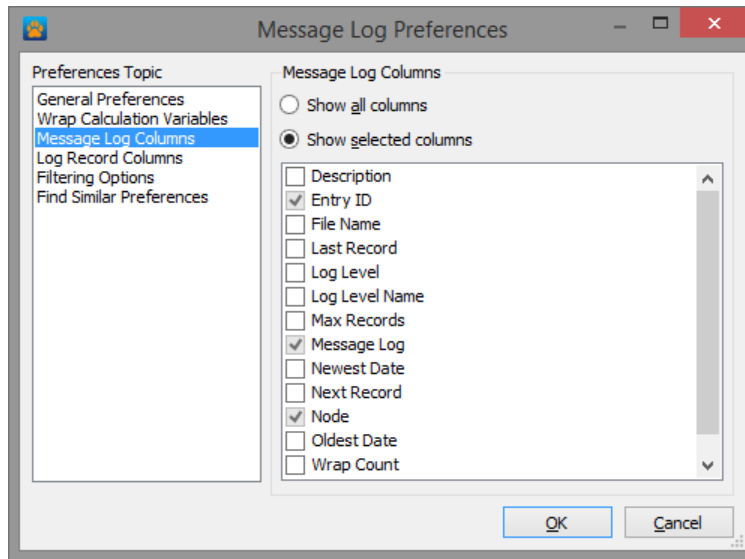 Message Log Preferences
Preferences Topic
General Preferences
Wrap Calculation Variables
Message Log Columns
Log Record Columns
Filtering Options
Find Similar Preferences
Message Log Columns
Show all columns
Show selected columns
Description
Entry ID
File Name
Last Record
Log Level
Log Level Name
Max Records
Message Log
Newest Date
Next Record
Node
Oldest Date
Wrap Count
OK
Cancel